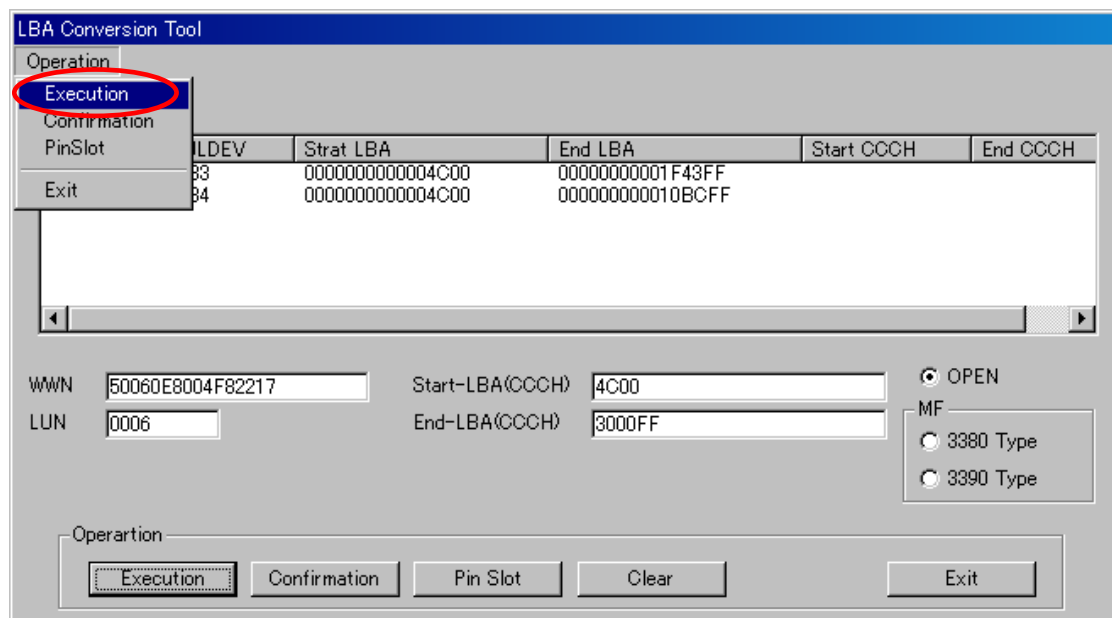 LBA Conversion Tool
Operation
Execution
Confirmation
PinSlot
Exit
LDEV Strat LBA End LBA Start CCCH End CCCH
33 0000000000004C00 00000000001F43FF
34 0000000000004C00 000000000010BCFF
WWN 50060E8004F82217 Start-LBA(CCCH) 4C00 OPEN
LUN 0006 End-LBA(CCCH) 3000FF MF
3380 Type
3390 Type
Operartion
Execution Confirmation Pin Slot Clear Exit